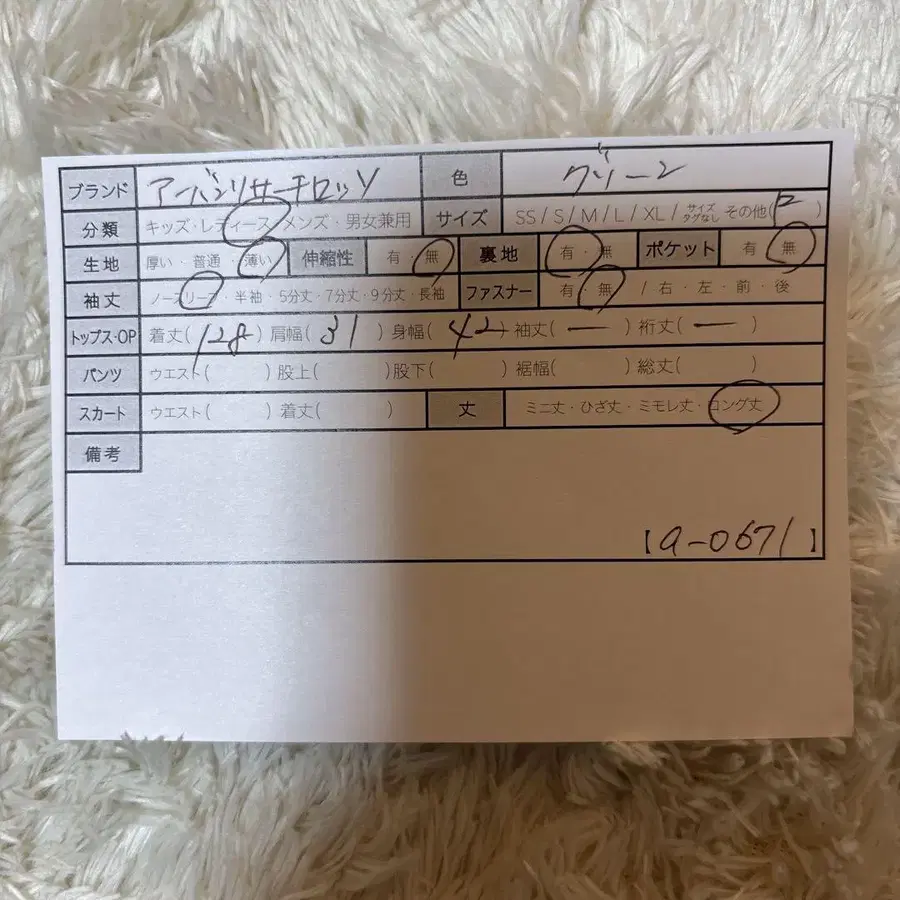 ブランド アーバンリサーチロッソ 色 グリーン
分類 キッズ・レディース・メンズ・男女兼用 サイズ SS/S/M/L/XL/サイズタグなし その他( )
生地 厚い・普通・薄い 伸縮性 有・無 裏地 有・無 ポケット 有・無
袖丈 ノースリーブ・半袖・5分丈・7分丈・9分丈・長袖 ファスナー 有・無 / 右・左・前・後
トップス・OP 着丈(128) 肩幅(31) 身幅(42) 袖丈(ー) 裄丈(ー)
パンツ ウエスト( ) 股上( ) 股下( ) 裾幅( ) 総丈( )
スカート ウエスト( ) 着丈( ) 丈 ミニ丈・ひざ丈・ミモレ丈・ロング丈
備考
【a-0671】